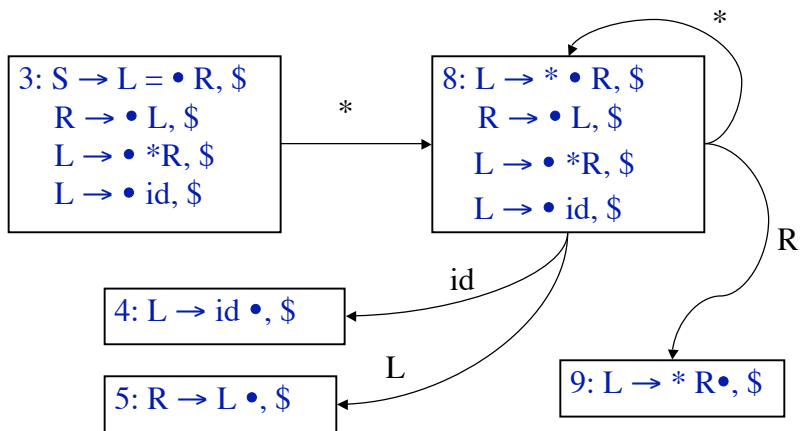 *
3: S → L = • R, $
R → • L, $
L → • *R, $
L → • id, $
*
8: L → * • R, $
R → • L, $
L → • *R, $
L → • id, $
R
id
4: L → id •, $
L
5: R → L •, $
9: L → * R•, $